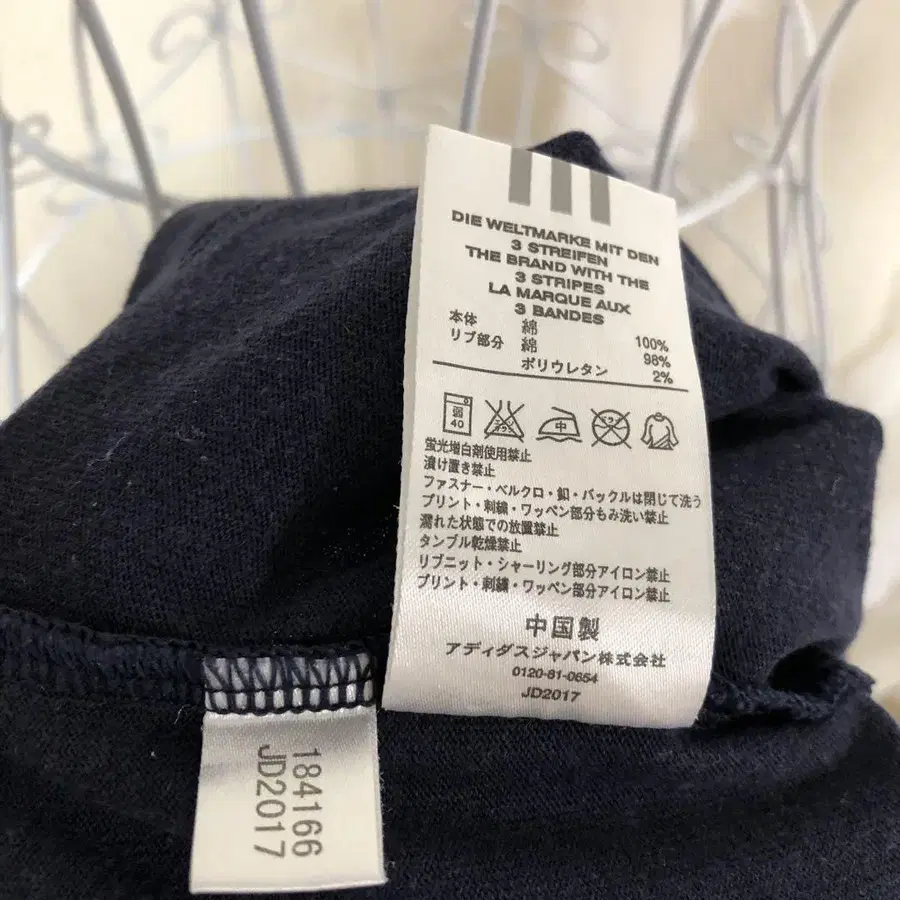 DIE WELTMARKE MIT DEN
3 STREIFEN
THE BRAND WITH THE
3 STRIPES
LA MARQUE AUX
3 BANDES
本体 綿 100%
リブ部分 綿 98%
ポリウレタン 2%
弱
40
エンソ
サラシ
中
蛍光増白剤使用禁止
漬け置き禁止
ファスナー・ベルクロ・釦・バックルは閉じて洗う
プリント・刺繍・ワッペン部分もみ洗い禁止
濡れた状態での放置禁止
タンブル乾燥禁止
リブニット・シャーリング部分アイロン禁止
プリント・刺繍・ワッペン部分アイロン禁止
中国製
アディダスジャパン株式会社
0120-81-0654
JD2017
184166
JD2017